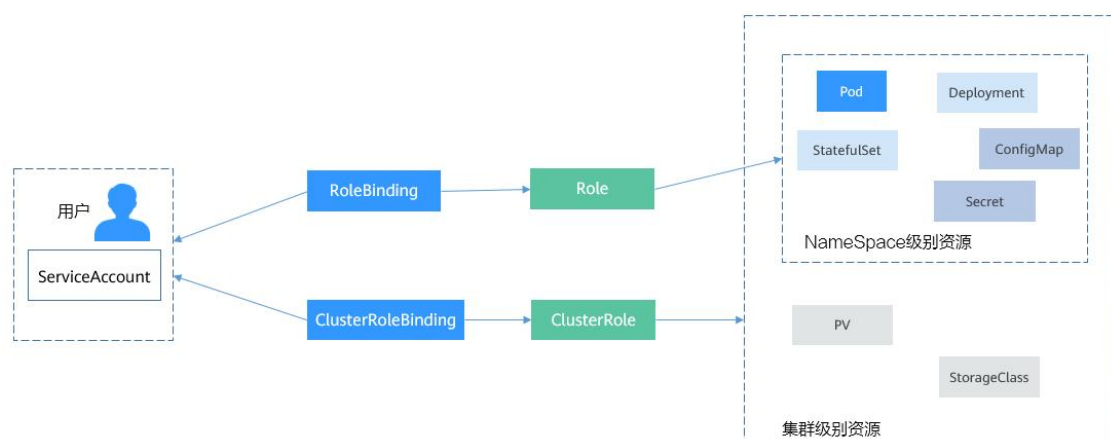 用户
ServiceAccount
RoleBinding
Role
ClusterRoleBinding
ClusterRole
Pod
Deployment
StatefulSet
ConfigMap
Secret
NameSpace级别资源
PV
StorageClass
集群级别资源